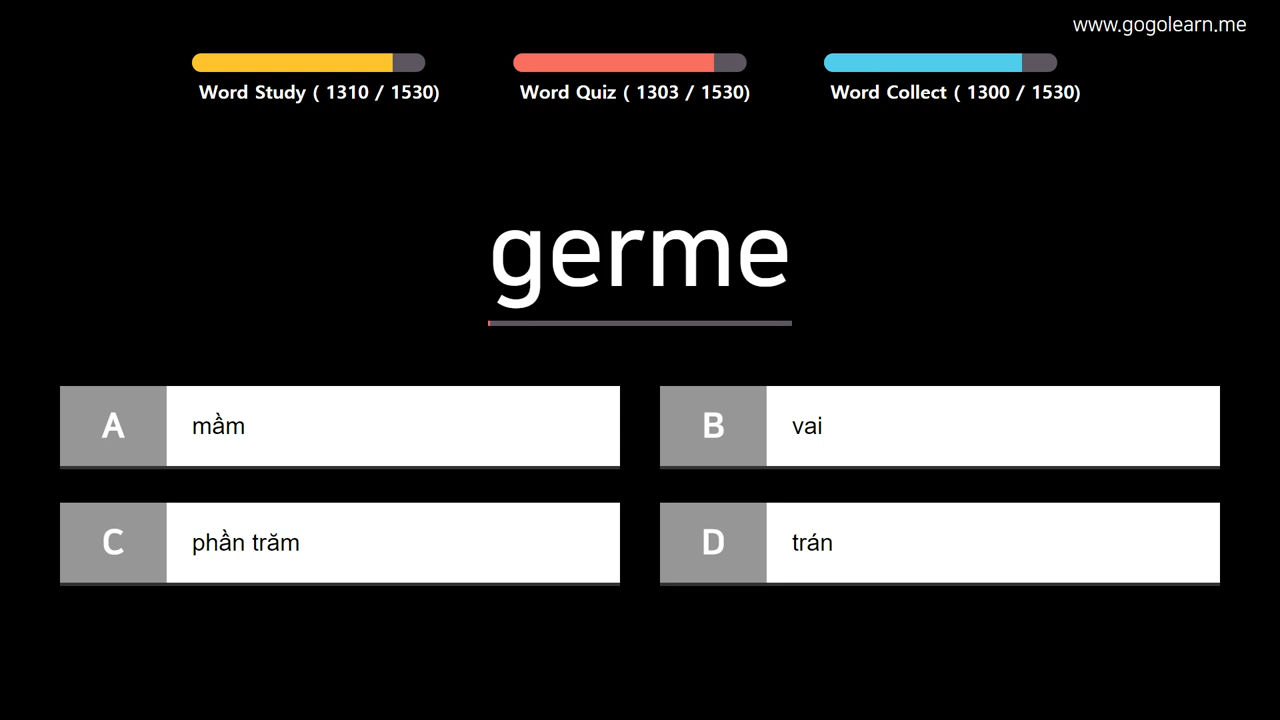 www.gogolearn.me
Word Study ( 1310 / 1530)
Word Quiz ( 1303 / 1530)
Word Collect ( 1300 / 1530)
germe
A mầm
B vai
C phần trăm
D trán